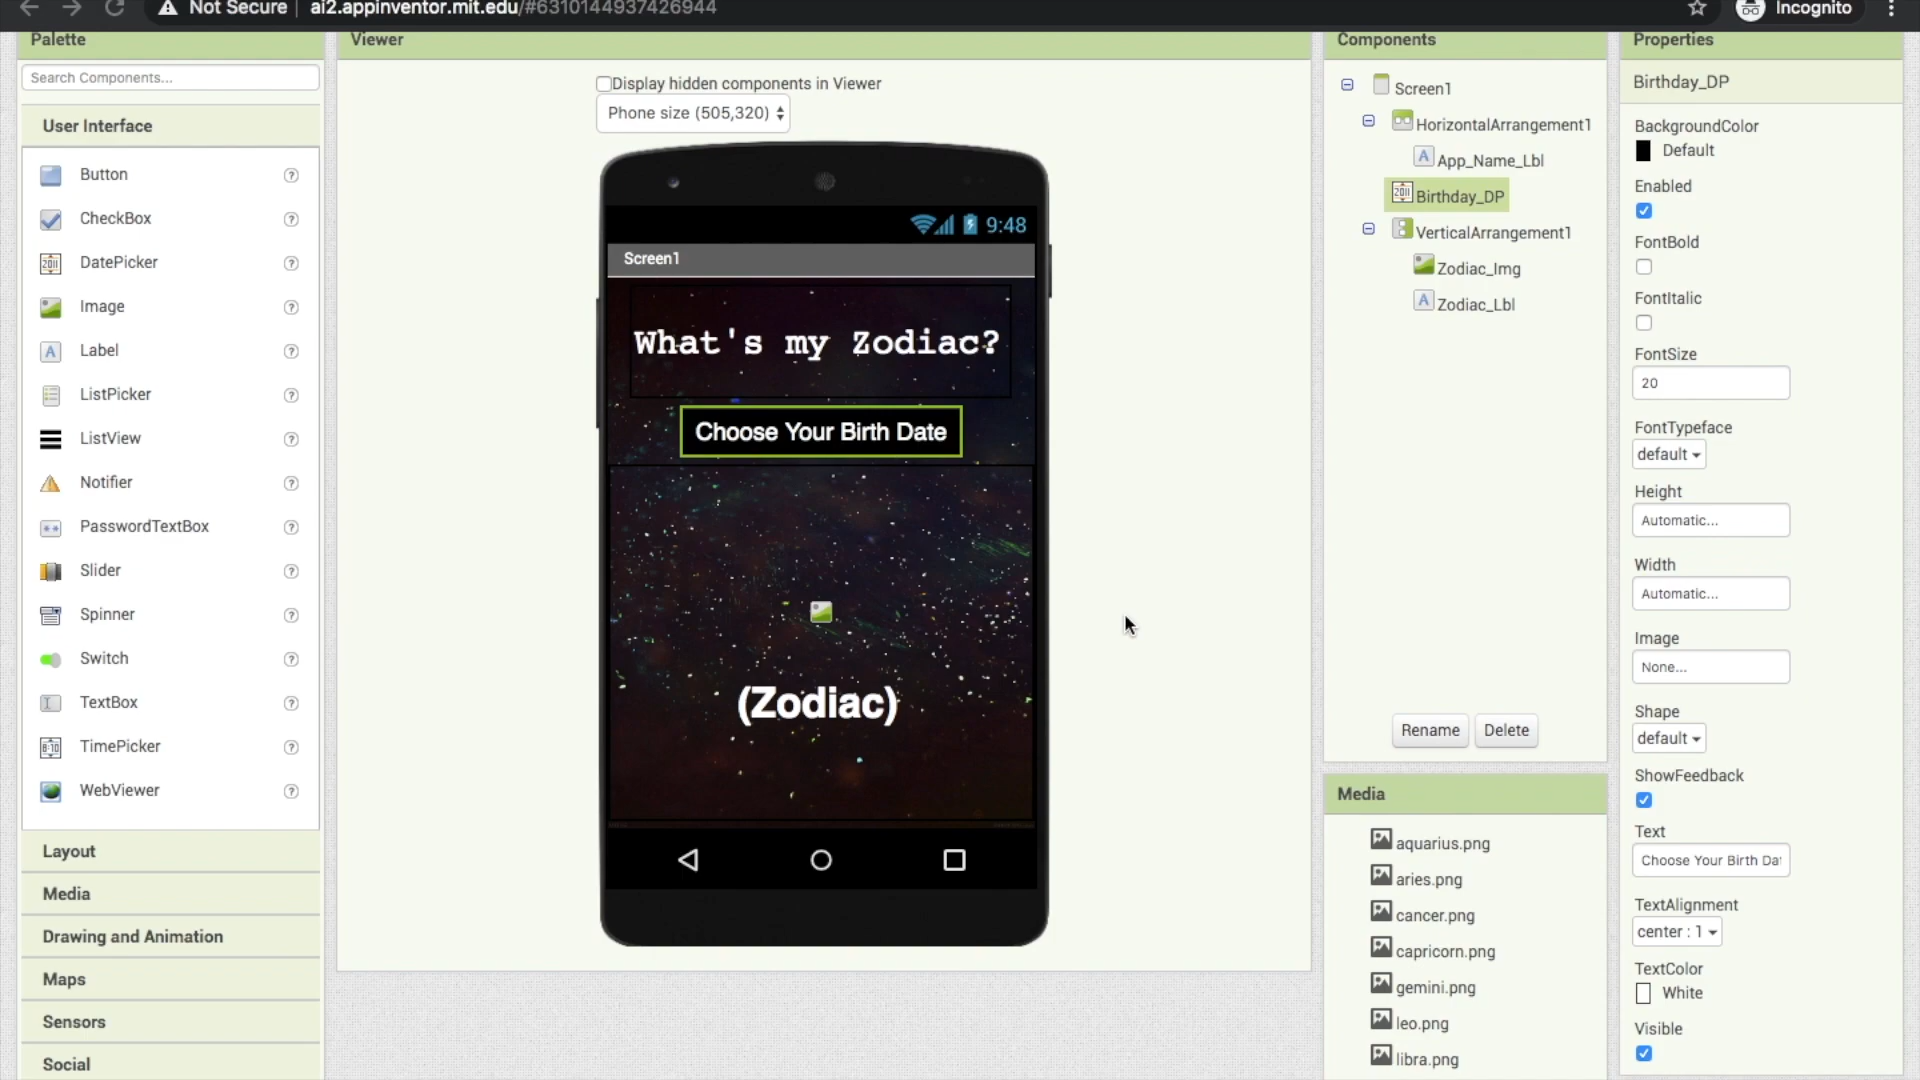 Not Secure | ai2.appinventor.mit.edu/#6310144937426944
Incognito
Palette
Search Components...
User Interface
Button
CheckBox
DatePicker
Image
Label
ListPicker
ListView
Notifier
PasswordTextBox
Slider
Spinner
Switch
TextBox
TimePicker
WebViewer
Layout
Media
Drawing and Animation
Maps
Sensors
Social
Viewer
Display hidden components in Viewer
Phone size (505,320)
9:48
Screen1
What's my Zodiac?
Choose Your Birth Date
(Zodiac)
Components
Screen1
HorizontalArrangement1
App_Name_Lbl
Birthday_DP
VerticalArrangement1
Zodiac_Img
Zodiac_Lbl
Rename Delete
Media
aquarius.png
aries.png
cancer.png
capricorn.png
gemini.png
leo.png
libra.png
Properties
Birthday_DP
BackgroundColor
Default
Enabled
FontBold
FontItalic
FontSize
20
FontTypeface
default
Height
Automatic...
Width
Automatic...
Image
None...
Shape
default
ShowFeedback
Text
Choose Your Birth Dat
TextAlignment
center : 1
TextColor
White
Visible